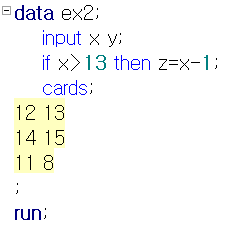 data ex2;
input x y;
if x>13 then z=x-1;
cards;
12 13
14 15
11 8
;
run;